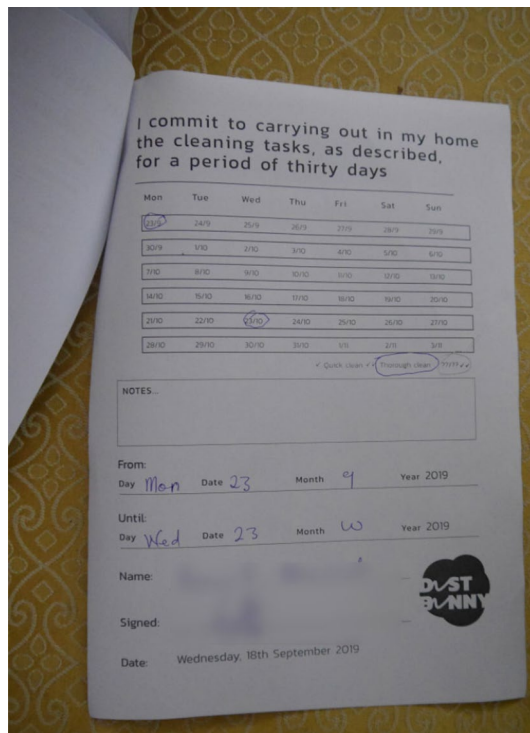 I commit to carrying out in my home
the cleaning tasks, as described,
for a period of thirty days
Mon Tue Wed Thu Fri Sat Sun
23/9 24/9 25/9 26/9 27/9 28/9 29/9
30/9 1/10 2/10 3/10 4/10 5/10 6/10
7/10 8/10 9/10 10/10 11/10 12/10 13/10
14/10 15/10 16/10 17/10 18/10 19/10 20/10
21/10 22/10 23/10 24/10 25/10 26/10 27/10
28/10 29/10 30/10 31/10 1/11 2/11 3/11
✓ Quick clean ✓✓ Thorough clean ????? ✓✓
NOTES...
From:
Day Mon Date 23 Month 9 Year 2019
Until:
Day Wed Date 23 Month Year 2019
Name:
DUST
BUNNY
Signed:
Date: Wednesday, 18th September 2019